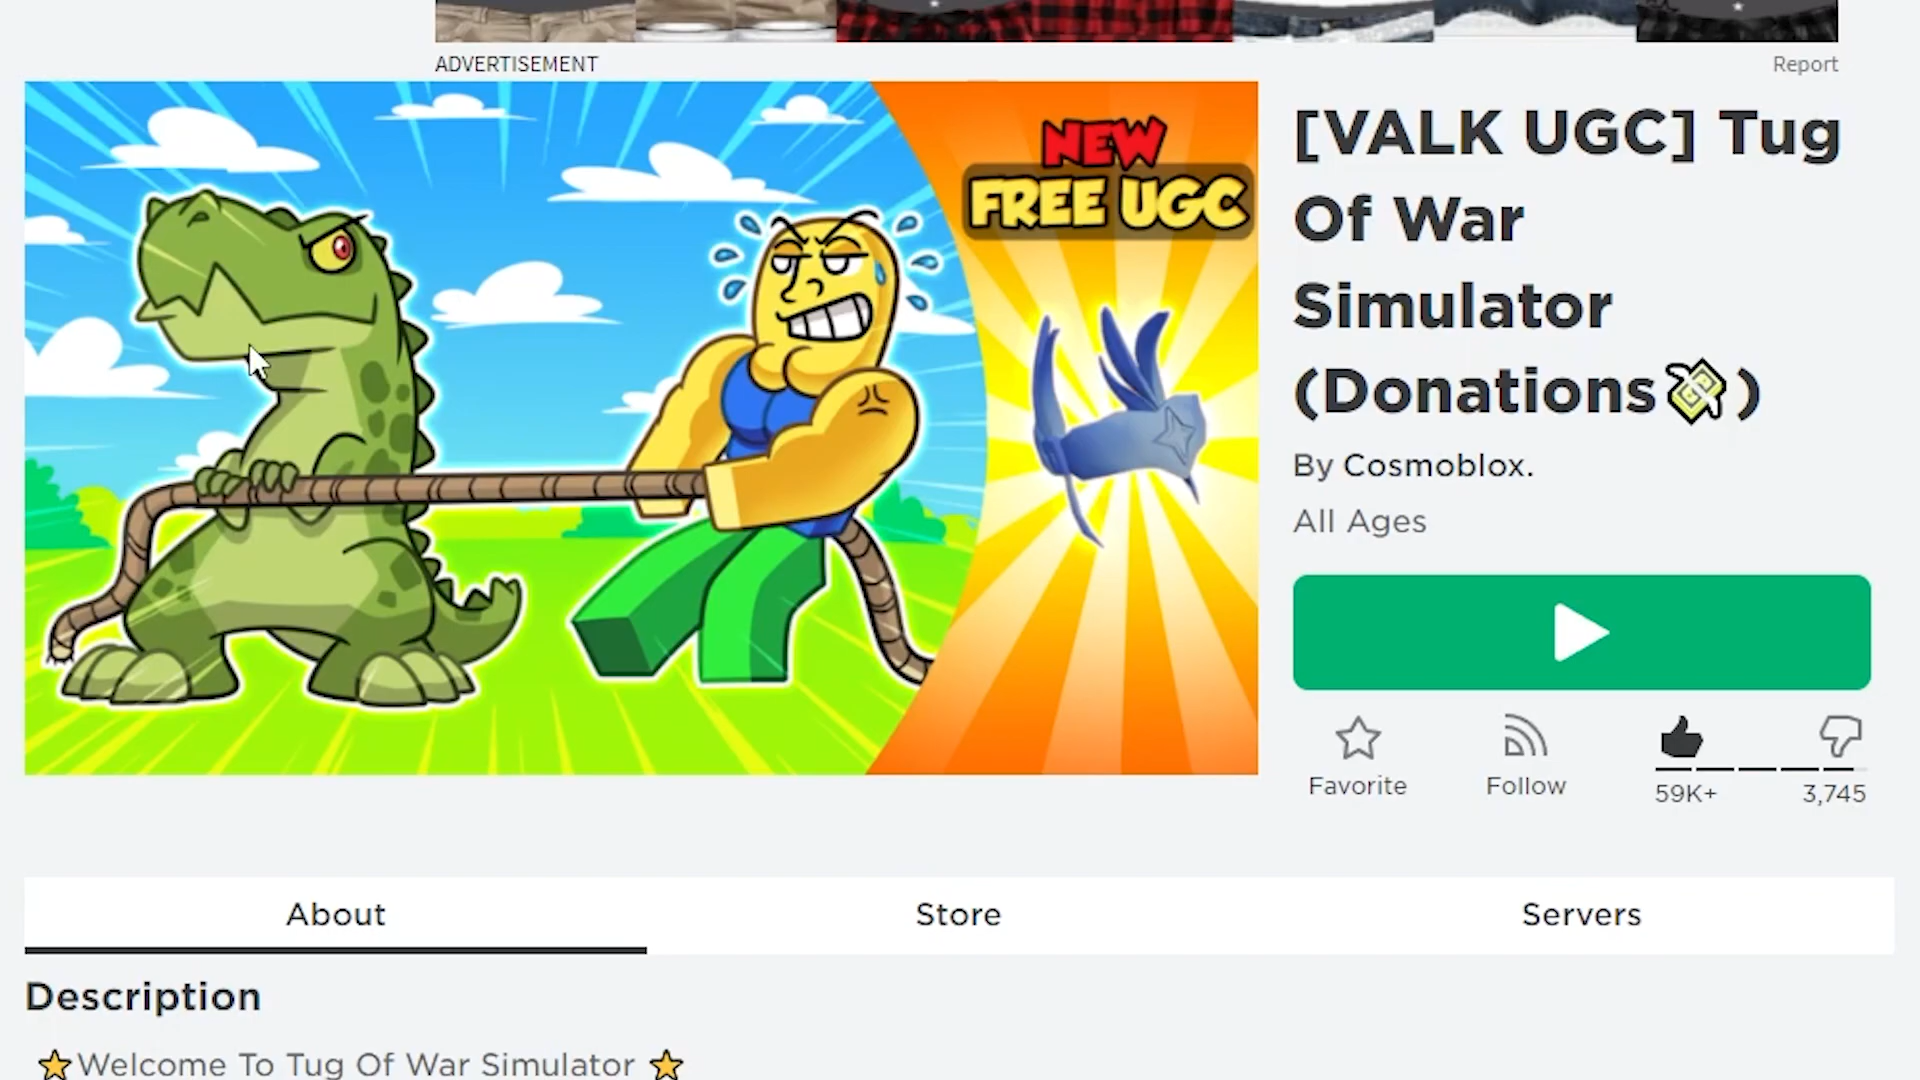 ADVERTISEMENT
Report
NEW
FREE UGC
[VALK UGC] Tug
Of War
Simulator
(Donations💸)
By Cosmoblox.
All Ages
Favorite
Follow
59K+
3,745
About
Store
Servers
Description
⭐Welcome To Tug Of War Simulator ⭐